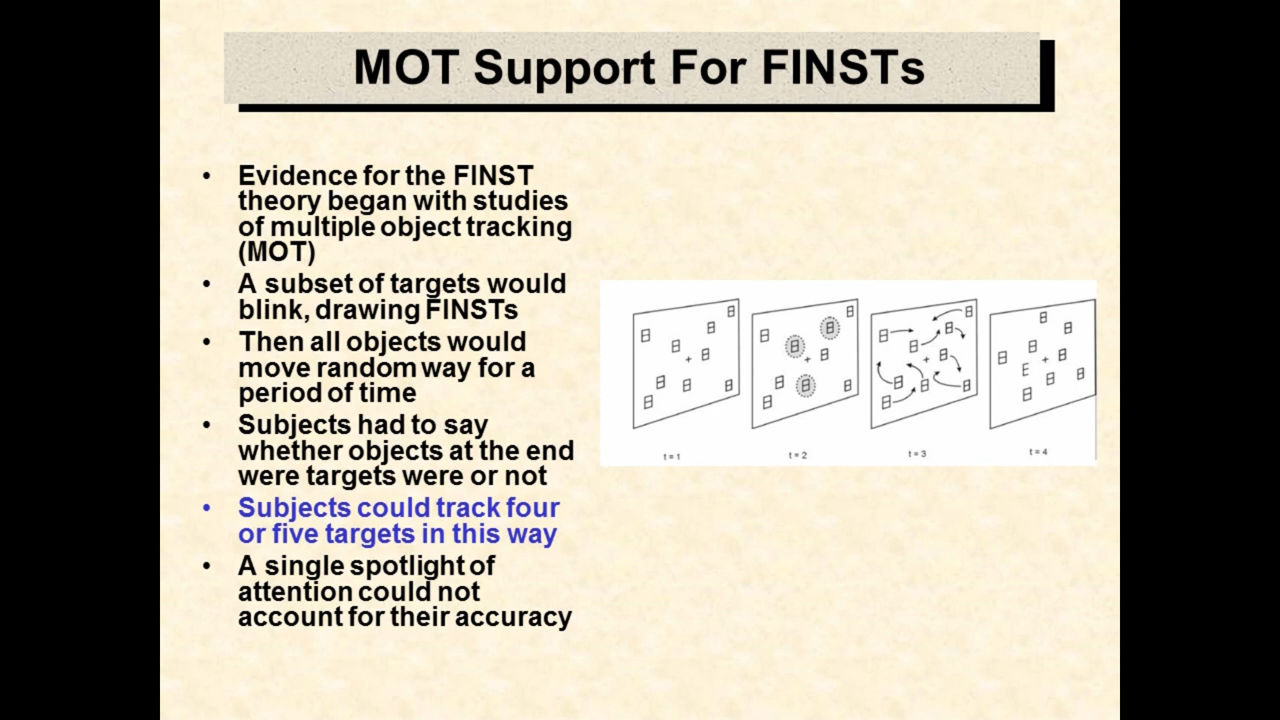 MOT Support For FINSTs
• Evidence for the FINST
theory began with studies
of multiple object tracking
(MOT)
• A subset of targets would
blink, drawing FINSTs
• Then all objects would
move random way for a
period of time
• Subjects had to say
whether objects at the end
were targets were or not
• Subjects could track four
or five targets in this way
• A single spotlight of
attention could not
account for their accuracy
t = 1
t = 2
t = 3
E
t = 4